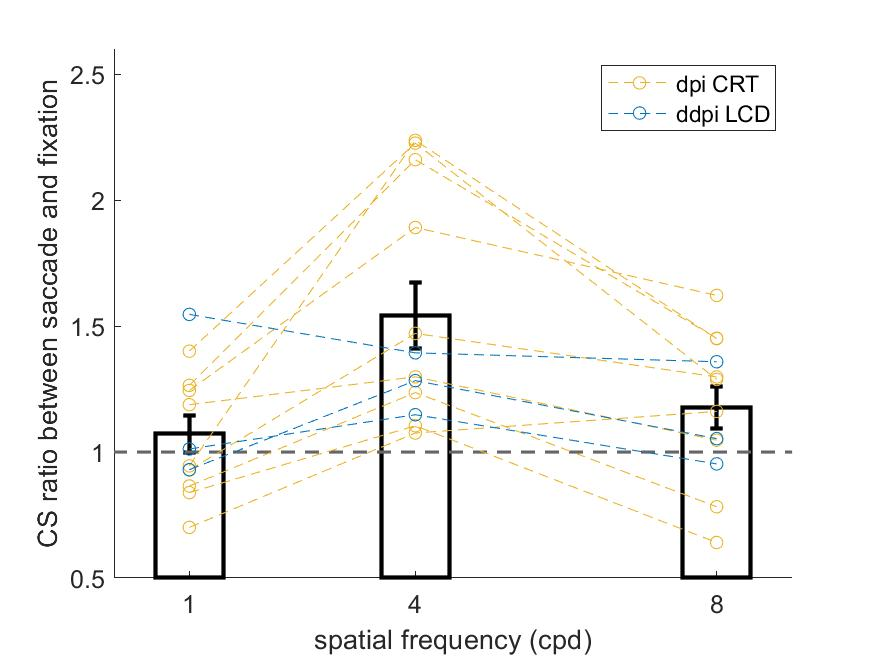 2.5
2
1.5
1
0.5
CS ratio between saccade and fixation
dpi CRT
ddpi LCD
1 4 8
spatial frequency (cpd)